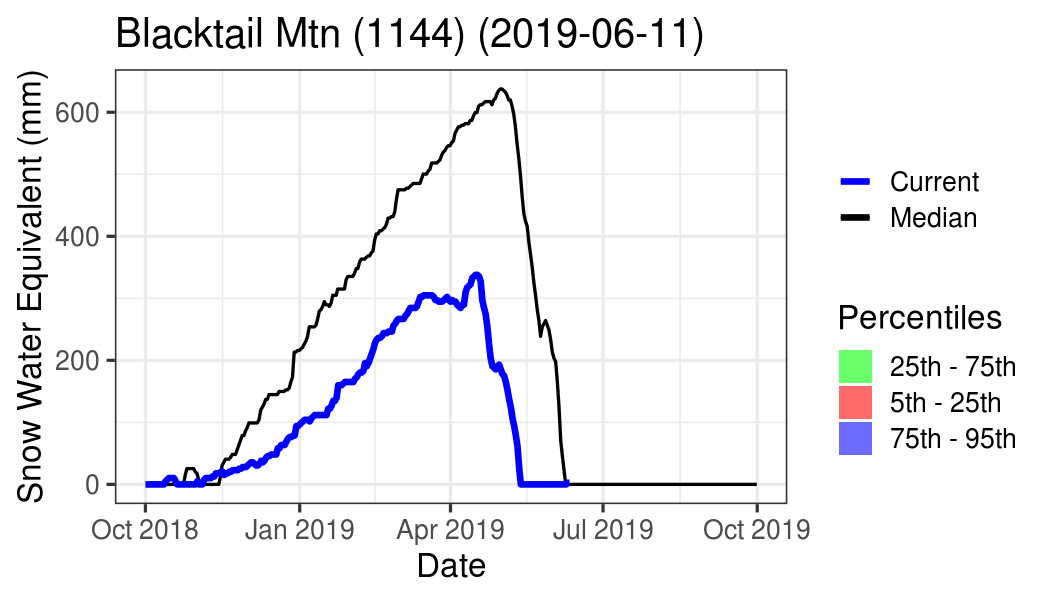 Blacktail Mtn (1144) (2019-06-11)
Snow Water Equivalent (mm)
600
400
200
0
Oct 2018 Jan 2019 Apr 2019 Jul 2019 Oct 2019
Date
Current
Median
Percentiles
25th - 75th
5th - 25th
75th - 95th